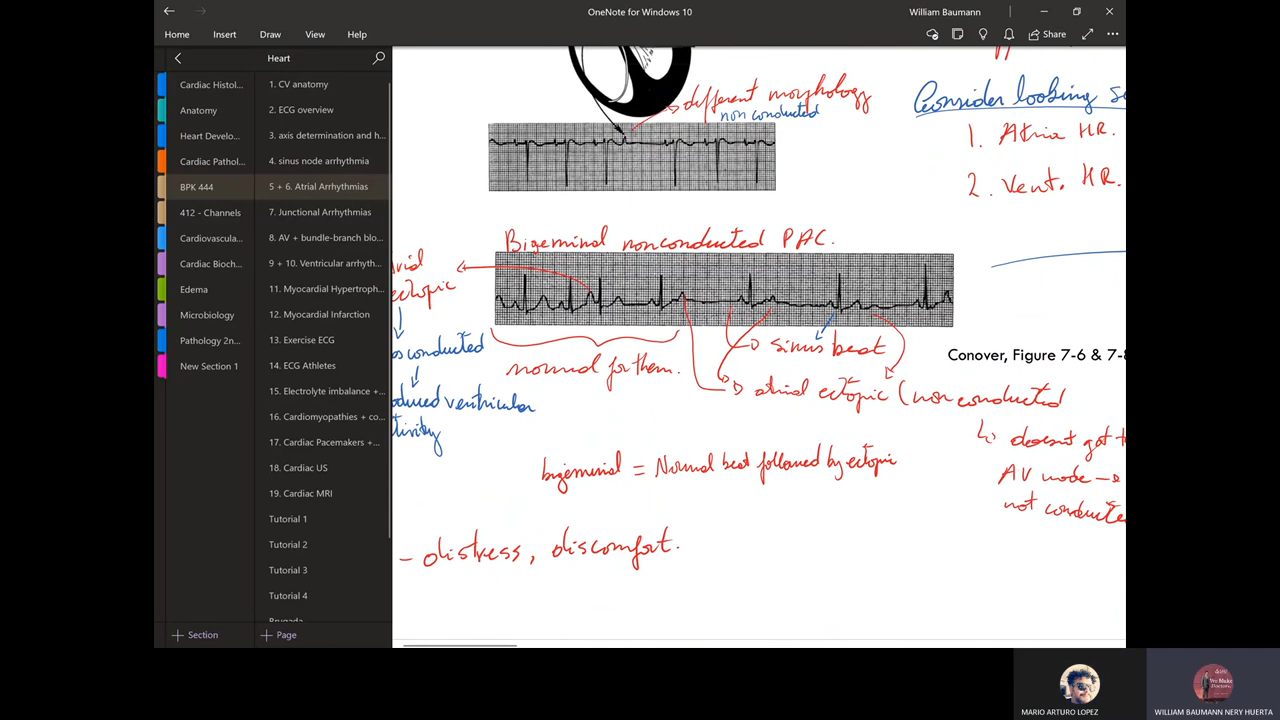 OneNote for Windows 10
William Baumann
Home
Insert
Draw
View
Help
Share
Heart
Cardiac Histol...
Anatomy
Heart Develo...
Cardiac Pathol...
BPK 444
412 - Channels
Cardiovascula...
Cardiac Bioch...
Edema
Microbiology
Pathology 2n...
New Section 1
1. CV anatomy
2. ECG overview
3. axis determination and h...
4. sinus node arrhythmia
5 + 6. Atrial Arrhythmias
7. Junctional Arrhythmias
8. AV + bundle-branch blo...
9 + 10. Ventricular arryth...
11. Myocardial Hypertroph...
12. Myocardial Infarction
13. Exercise ECG
14. ECG Athletes
15. Electrolyte imbalance +...
16. Cardiomyopathies + co...
17. Cardiac Pacemakers +...
18. Cardiac US
19. Cardiac MRI
Tutorial 1
Tutorial 2
Tutorial 3
Tutorial 4
Section
Page
different morphology
non conducted
Consider looking
1. Atria HR.
2. Vent. HR.
Bigeminal nonconducted PAC.
ectopic
conducted
ventricular
normal for them.
sinus beat
Conover, Figure 7-6 & 7-
atrial ectopic (non conducted
doesn't get
AV node →
not conducte
bigeminal = Normal beat followed by ectopic
- distress, discomfort.
MARIO ARTURO LOPEZ
WILLIAM BAUMANN NERY HUERTA